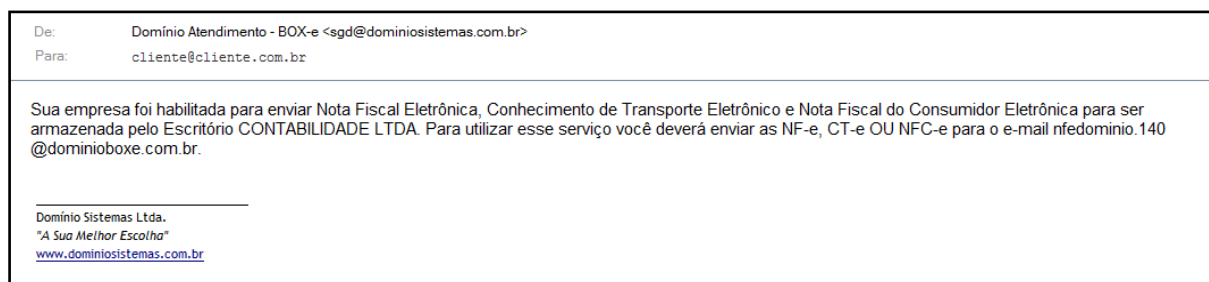 De: Domínio Atendimento - BOX-e <sgd@dominiosistemas.com.br>
Para: cliente@cliente.com.br
Sua empresa foi habilitada para enviar Nota Fiscal Eletrônica, Conhecimento de Transporte Eletrônico e Nota Fiscal do Consumidor Eletrônica para ser
armazenada pelo Escritório CONTABILIDADE LTDA. Para utilizar esse serviço você deverá enviar as NF-e, CT-e OU NFC-e para o e-mail nfedominio.140
@dominioboxe.com.br.
Domínio Sistemas Ltda.
"A Sua Melhor Escolha"
www.dominiosistemas.com.br